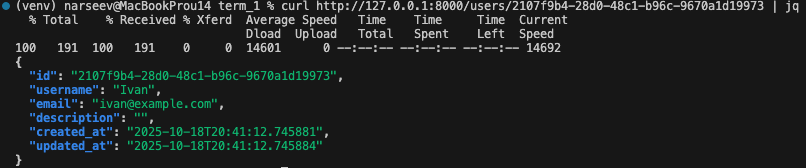 (venv) narseev@MacBookProu14 term_1 % curl http://127.0.0.1:8000/users/2107f9b4-28d0-48c1-b96c-9670a1d19973 | jq
  % Total    % Received % Xferd  Average Speed   Time    Time     Time  Current
                                 Dload  Upload   Total   Spent    Left  Speed
100   191  100   191    0     0  14601      0 --:--:-- --:--:-- --:--:-- 14692
{
  "id": "2107f9b4-28d0-48c1-b96c-9670a1d19973",
  "username": "Ivan",
  "email": "ivan@example.com",
  "description": "",
  "created_at": "2025-10-18T20:41:12.745881",
  "updated_at": "2025-10-18T20:41:12.745884"
}